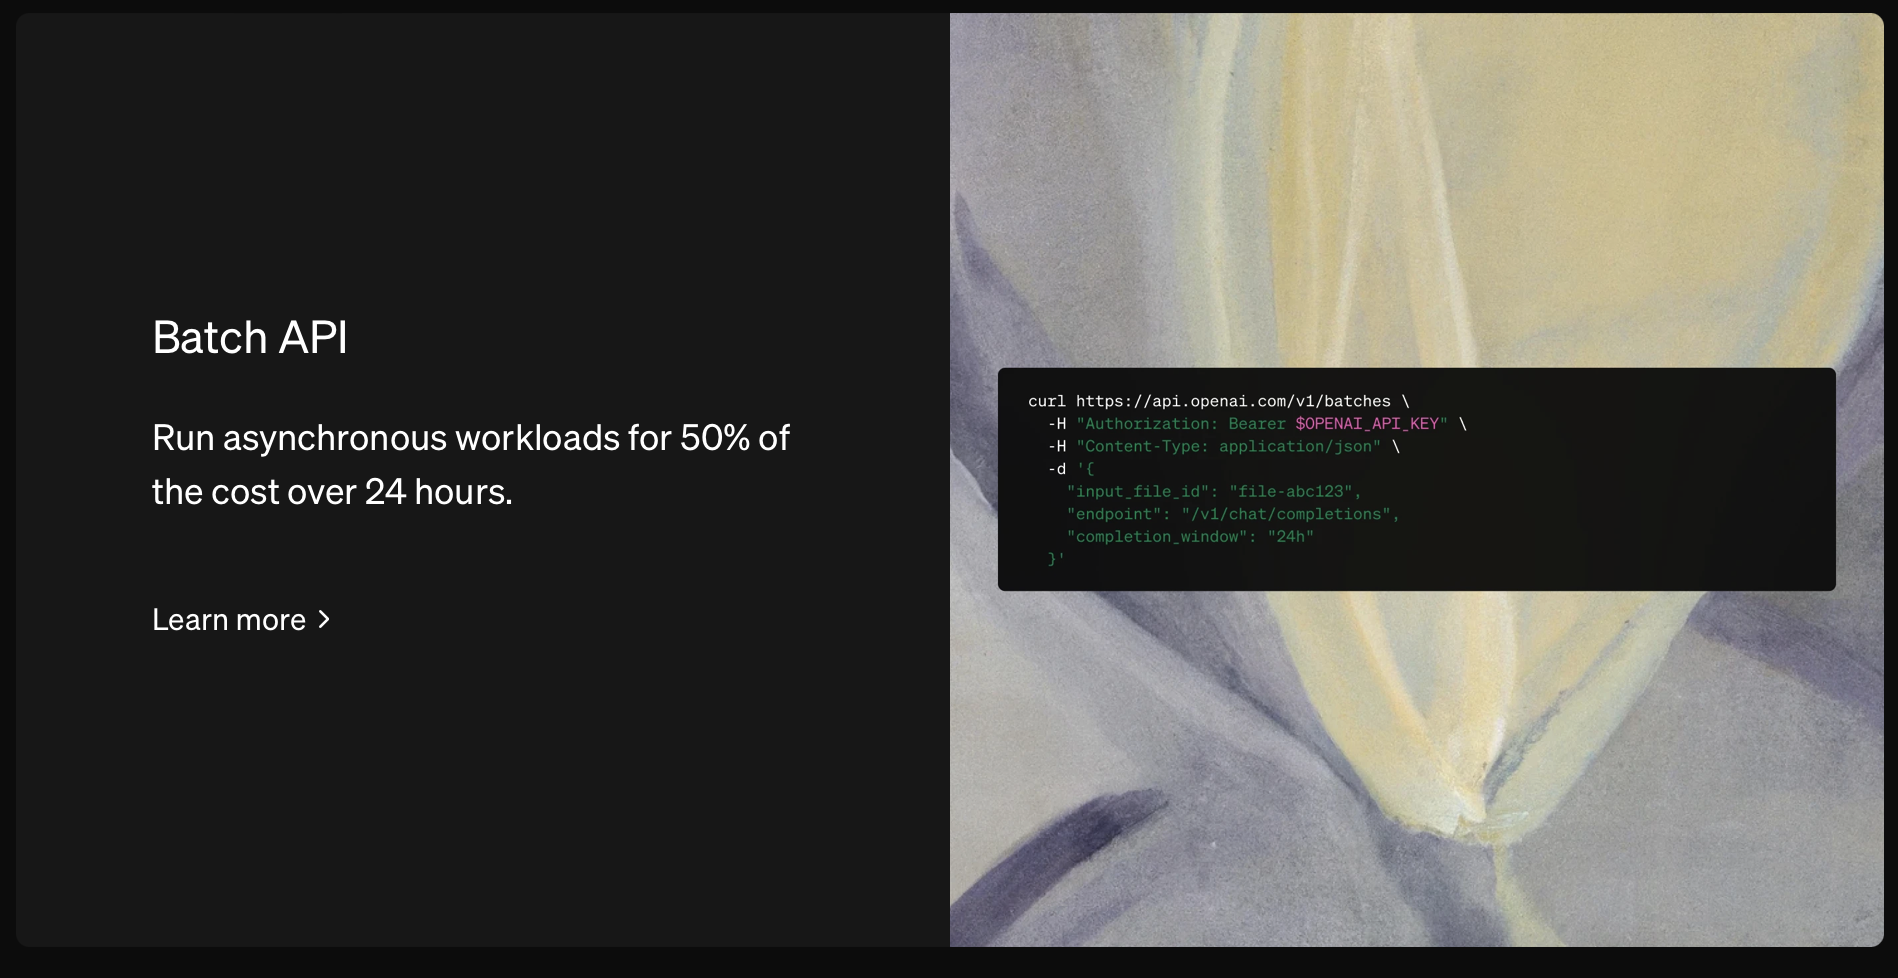 Batch API
Run asynchronous workloads for 50% of
the cost over 24 hours.
Learn more >
curl https://api.openai.com/v1/batches \
  -H "Authorization: Bearer $OPENAI_API_KEY" \
  -H "Content-Type: application/json" \
  -d '{
    "input_file_id": "file-abc123",
    "endpoint": "/v1/chat/completions",
    "completion_window": "24h"
  }'